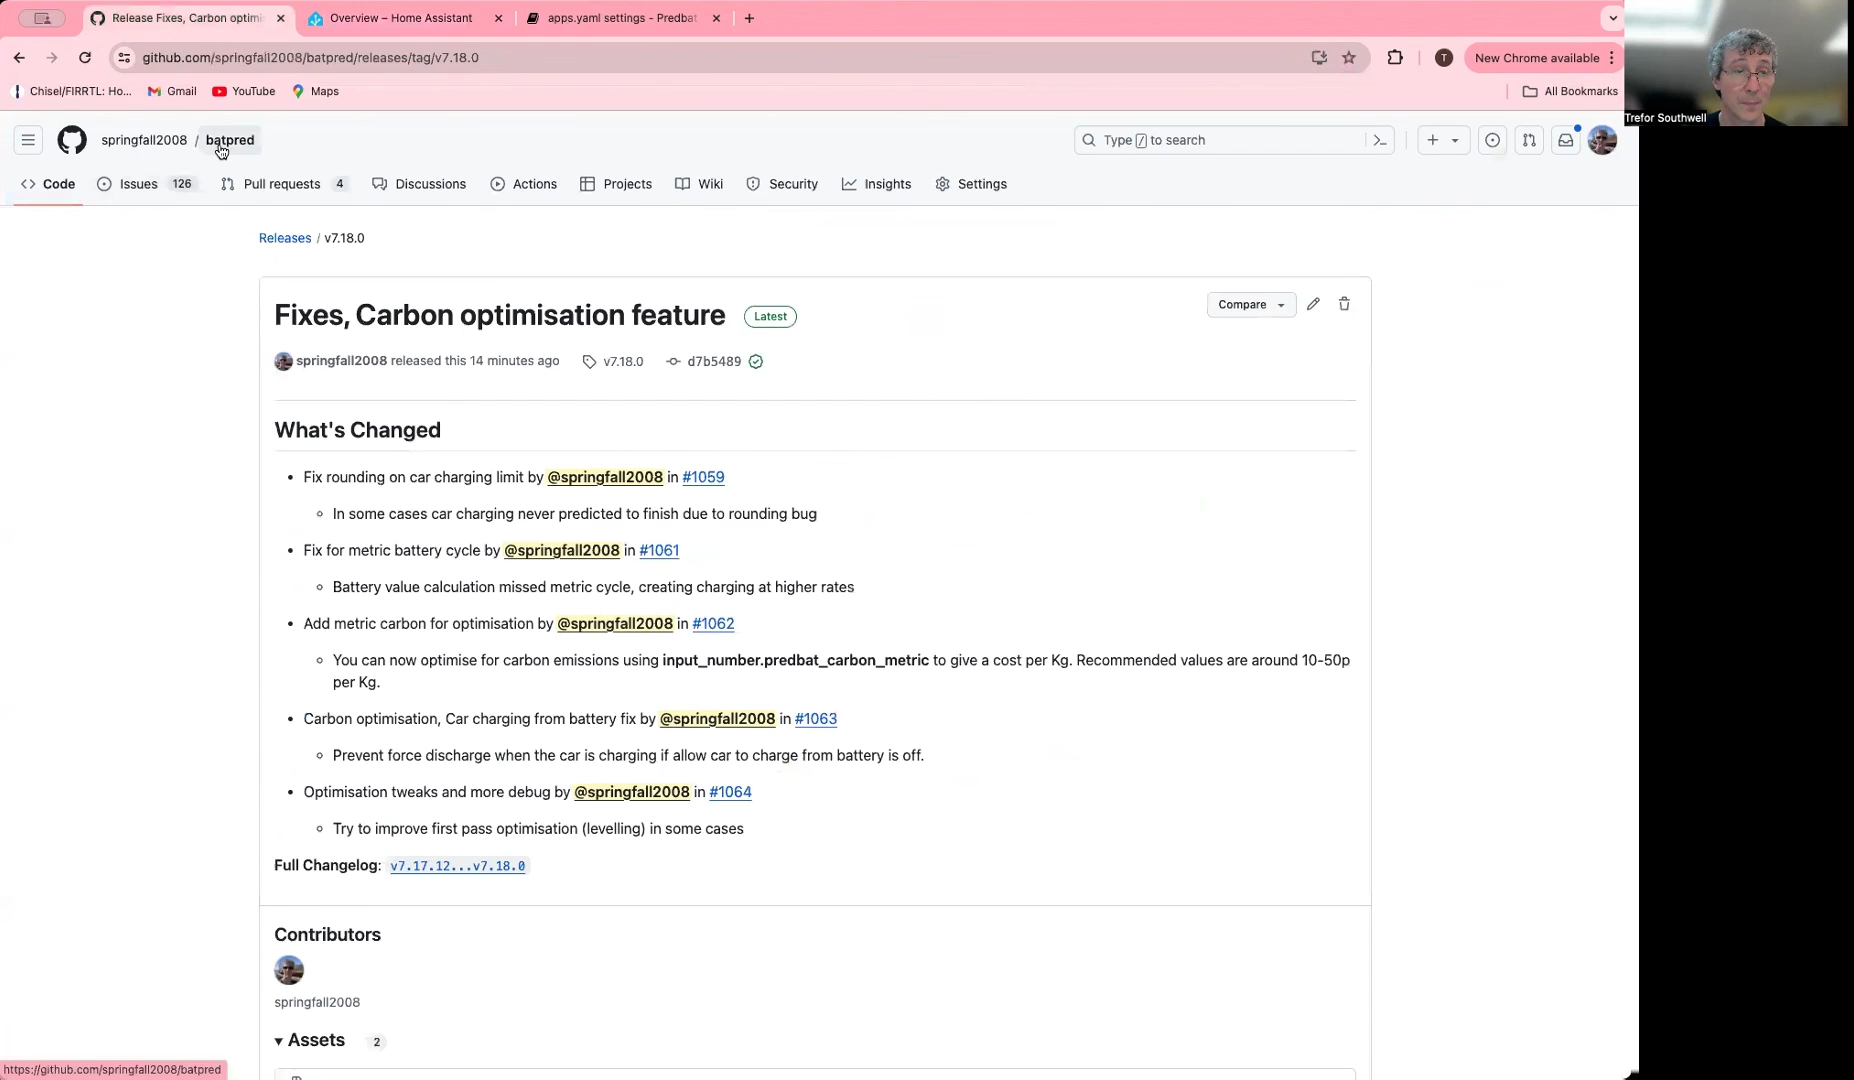 Release Fixes, Carbon optimi
Overview – Home Assistant
apps.yaml settings - Predbat
github.com/springfall2008/batpred/releases/tag/v7.18.0
T
New Chrome available
Chisel/FIRRTL: Ho...
Gmail
YouTube
Maps
All Bookmarks
Trefor Southwell
springfall2008 / batpred
Type / to search
Code
Issues 126
Pull requests 4
Discussions
Actions
Projects
Wiki
Security
Insights
Settings
Releases / v7.18.0
Fixes, Carbon optimisation feature Latest
Compare
springfall2008 released this 14 minutes ago v7.18.0 d7b5489
What's Changed
• Fix rounding on car charging limit by @springfall2008 in #1059
◦ In some cases car charging never predicted to finish due to rounding bug
• Fix for metric battery cycle by @springfall2008 in #1061
◦ Battery value calculation missed metric cycle, creating charging at higher rates
• Add metric carbon for optimisation by @springfall2008 in #1062
◦ You can now optimise for carbon emissions using input_number.predbat_carbon_metric to give a cost per Kg. Recommended values are around 10-50p
per Kg.
• Carbon optimisation, Car charging from battery fix by @springfall2008 in #1063
◦ Prevent force discharge when the car is charging if allow car to charge from battery is off.
• Optimisation tweaks and more debug by @springfall2008 in #1064
◦ Try to improve first pass optimisation (levelling) in some cases
Full Changelog: v7.17.12...v7.18.0
Contributors
springfall2008
Assets 2
https://github.com/springfall2008/batpred